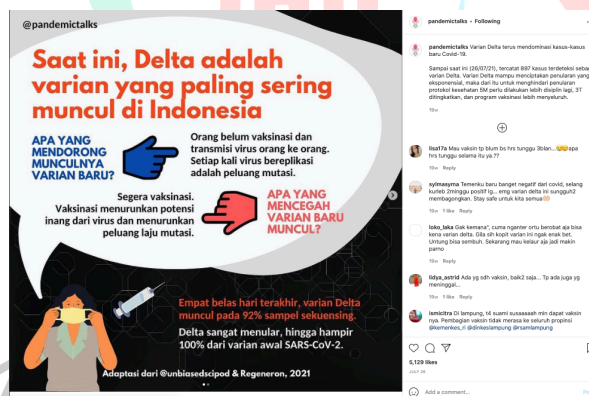 @pandemictalks
Saat ini, Delta adalah
varian yang paling sering
muncul di Indonesia
APA YANG
MENDORONG
MUNCULNYA
VARIAN BARU?
Orang belum vaksinasi dan
transmisi virus orang ke orang.
Setiap kali virus bereplikasi
adalah peluang mutasi.
Segera vaksinasi.
Vaksinasi menurunkan potensi
inang dari virus dan menurunkan
peluang laju mutasi.
APA YANG
MENCEGAH
VARIAN BARU
MUNCUL?
Empat belas hari terakhir, varian Delta
muncul pada 92% sampel sekuensing.
Delta sangat menular, hingga hampir
100% dari varian awal SARS-CoV-2.
Adaptasi dari @unbiasedscipod & Regeneron, 2021
pandemictalks • Following
pandemictalks Varian Delta terus mendominasi kasus-kasus
baru Covid-19.
Sampai saat ini (26/07/21), tercatat 897 kasus terdeteksi seba
varian Delta. Varian Delta mampu menciptakan penularan yang
eksponensial, maka dari itu untuk menghindari penularan
protokol kesehatan 5M perlu dilakukan lebih disiplin lagi, 3T
ditingkatkan, dan program vaksinasi lebih menyeluruh.
19w
lisa17a Mau vaksin tp blum bs hrs tunggu 3blan...😪apa
hrs tunggu selama itu ya.??
19w Reply
sylmasyma Temenku baru banget negatif dari covid, selang
kurleb 2minggu positif lg... emg varian delta ini sungguh2
membagongkan. Stay safe untuk kita semua
19w 1 like Reply
loko_laka Gak kemana", cuma nganter ortu berobat aja bisa
kena varian delta. Gila sih kopit varian ini ngak enak bet.
Untung bisa sembuh. Sekarang mau keluar aja jadi makin
parno
19w Reply
lidya_astrid Ada yg sdh vaksin, baik2 saja... Tp ada juga yg
meninggal...
19w 1 like Reply
ismicitra Di lampung, t4 suami sussaaaah min dapat vaksin
nya. Pembagian vaksin tidak merasa ke seluruh propinsi
@kemenkes_ri @dinkeslampung @rsamlampung
5,129 likes
JULY 26
Add a comment...